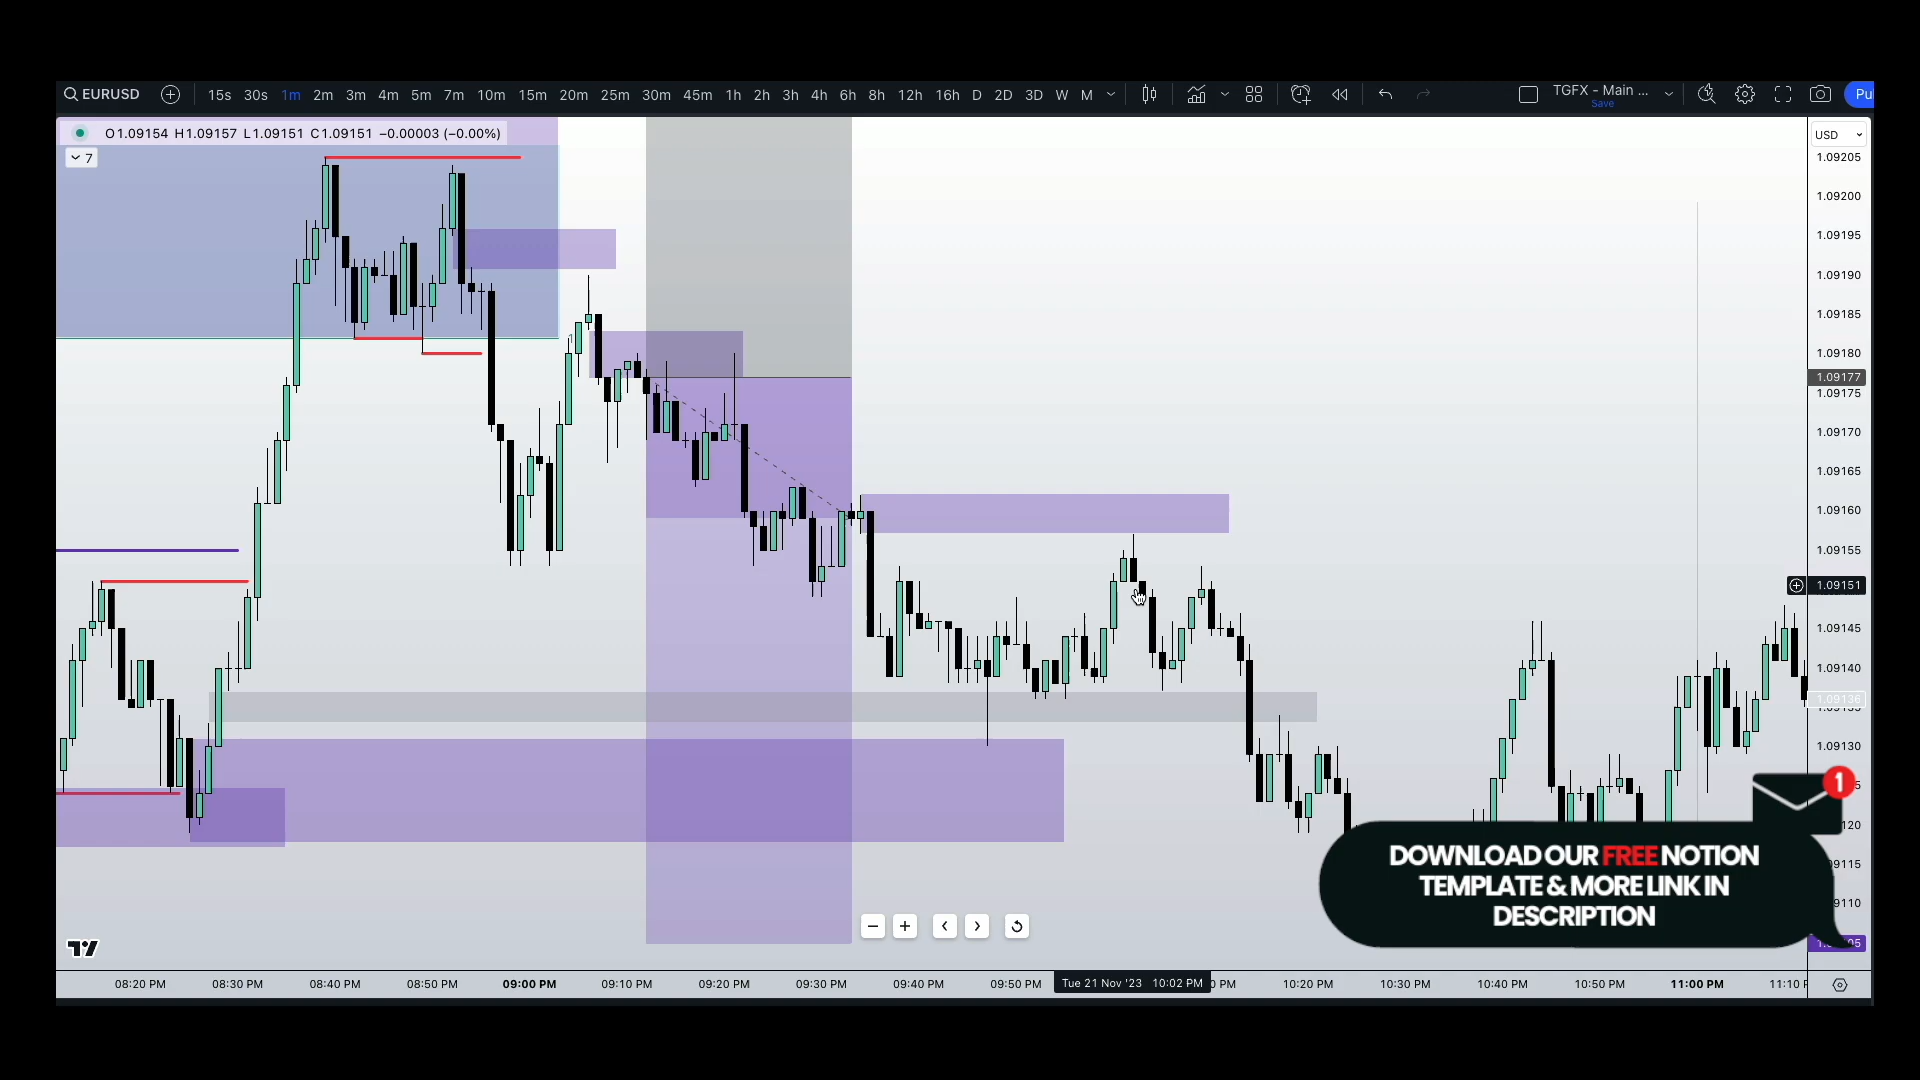 EURUSD 15s 30s 1m 2m 3m 4m 5m 7m 10m 15m 20m 25m 30m 45m 1h 2h 3h 4h 6h 8h 12h 16h D 2D 3D W M TGFX - Main ... Pu
Save
O1.09154 H1.09157 L1.09151 C1.09151 −0.00003 (−0.00%)
7
USD
1.09205
1.09200
1.09195
1.09190
1.09185
1.09180
1.09177
1.09175
1.09170
1.09165
1.09160
1.09155
1.09151
1.09145
1.09140
1.09136
1.09135
1.09130
1
DOWNLOAD OUR FREE NOTION
TEMPLATE & MORE LINK IN
DESCRIPTION
08:20 PM 08:30 PM 08:40 PM 08:50 PM 09:00 PM 09:10 PM 09:20 PM 09:30 PM 09:40 PM 09:50 PM Tue 21 Nov '23 10:02 PM 0 PM 10:20 PM 10:30 PM 10:40 PM 10:50 PM 11:00 PM 11:10